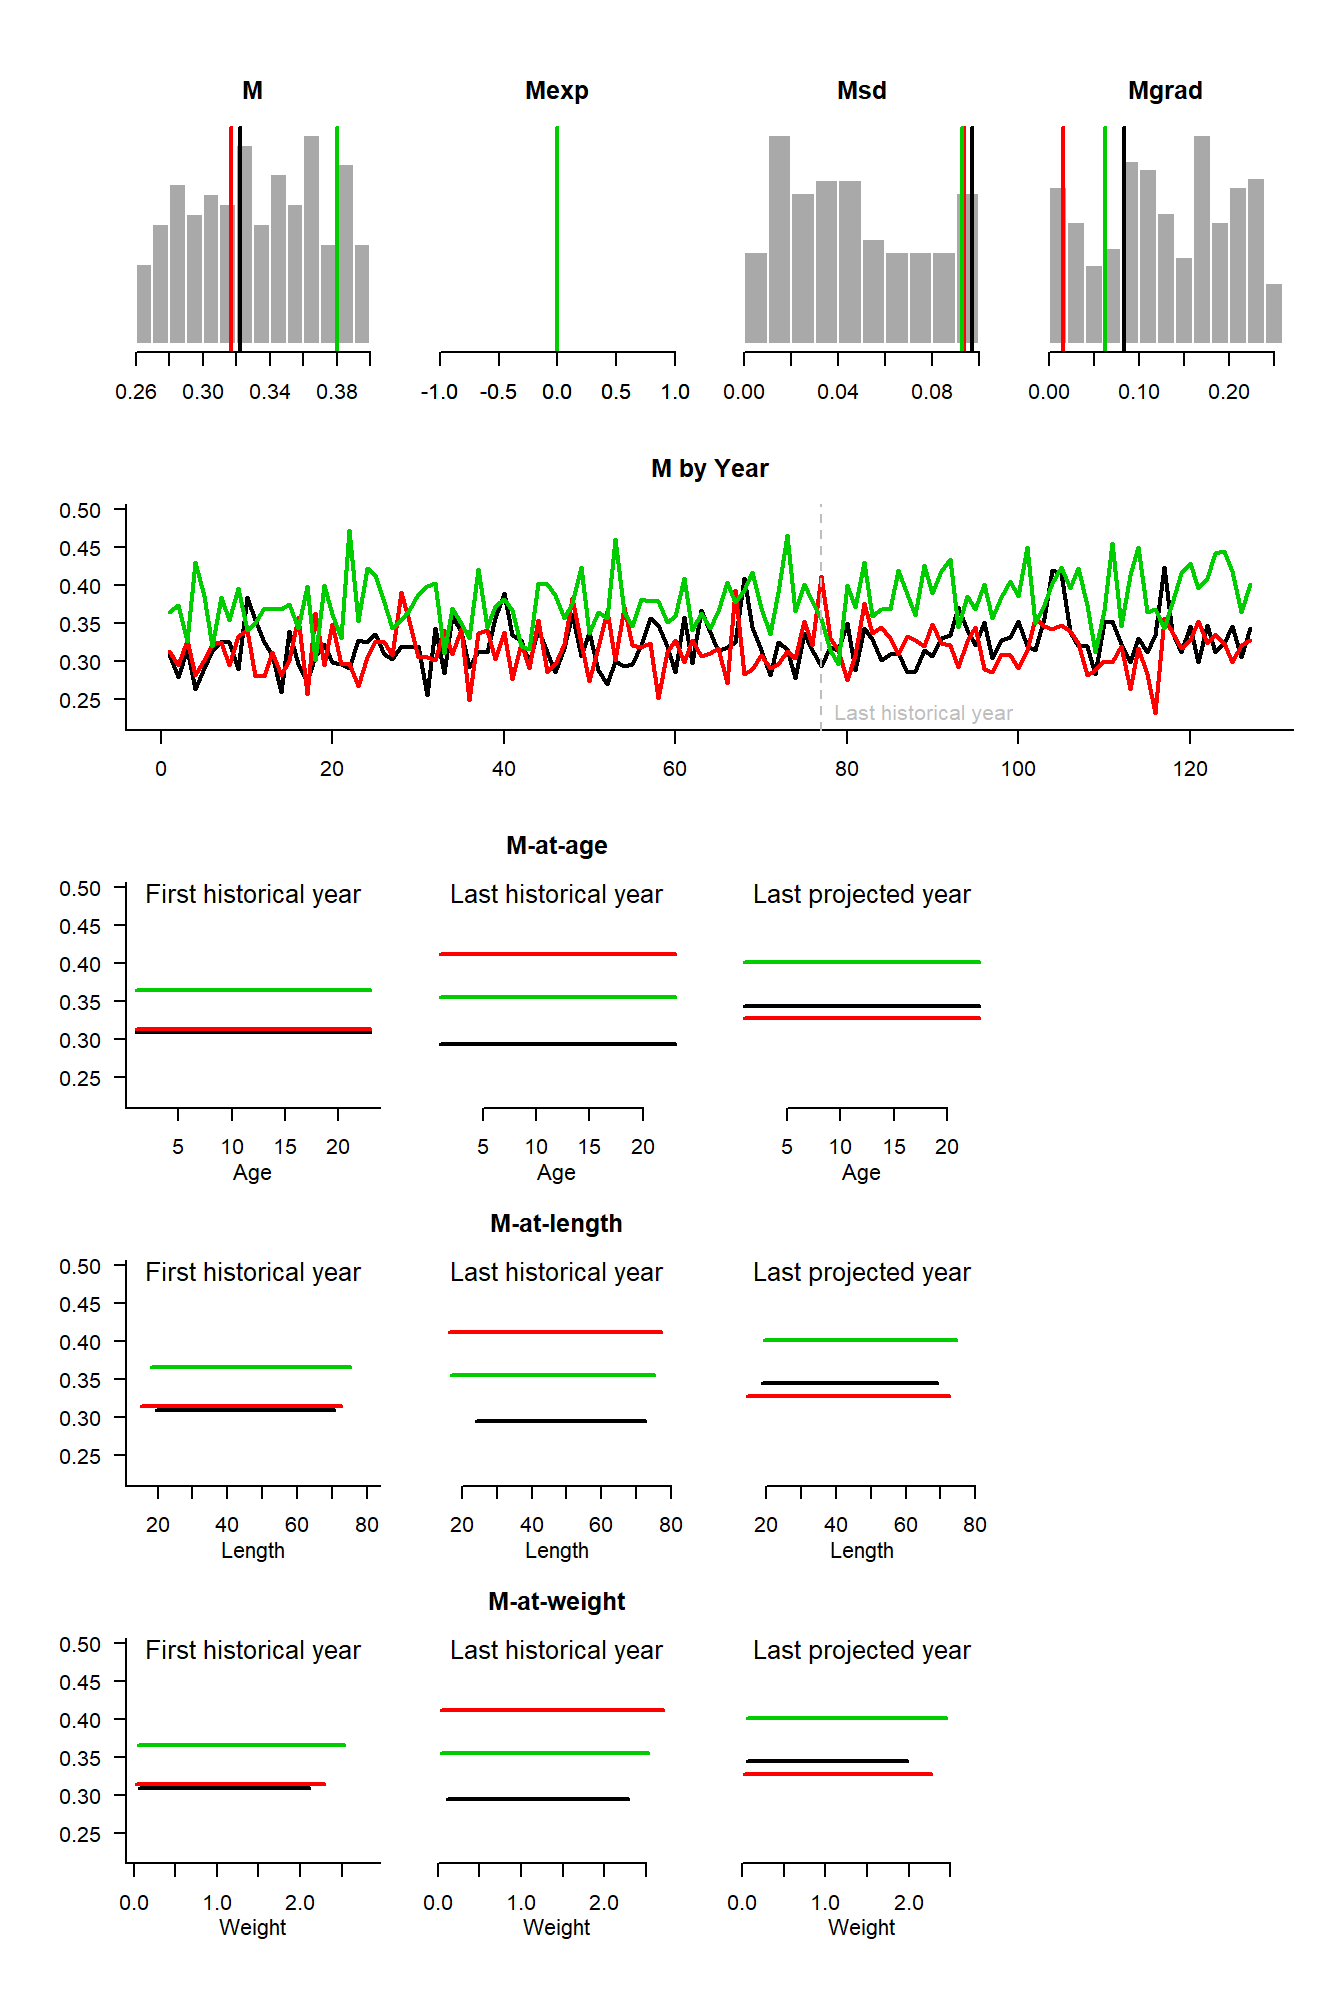 M Mexp Msd Mgrad
0.26 0.30 0.34 0.38 -1.0 -0.5 0.0 0.5 1.0 0.00 0.04 0.08 0.00 0.10 0.20
M by Year
0.50
0.45
0.40
0.35
0.30
0.25
Last historical year
0 20 40 60 80 100 120
M-at-age
First historical year Last historical year Last projected year
0.50
0.45
0.40
0.35
0.30
0.25
5 10 15 20 5 10 15 20 5 10 15 20
Age Age Age
M-at-length
First historical year Last historical year Last projected year
0.50
0.45
0.40
0.35
0.30
0.25
20 40 60 80 20 40 60 80 20 40 60 80
Length Length Length
M-at-weight
First historical year Last historical year Last projected year
0.50
0.45
0.40
0.35
0.30
0.25
0.0 1.0 2.0 0.0 1.0 2.0 0.0 1.0 2.0
Weight Weight Weight